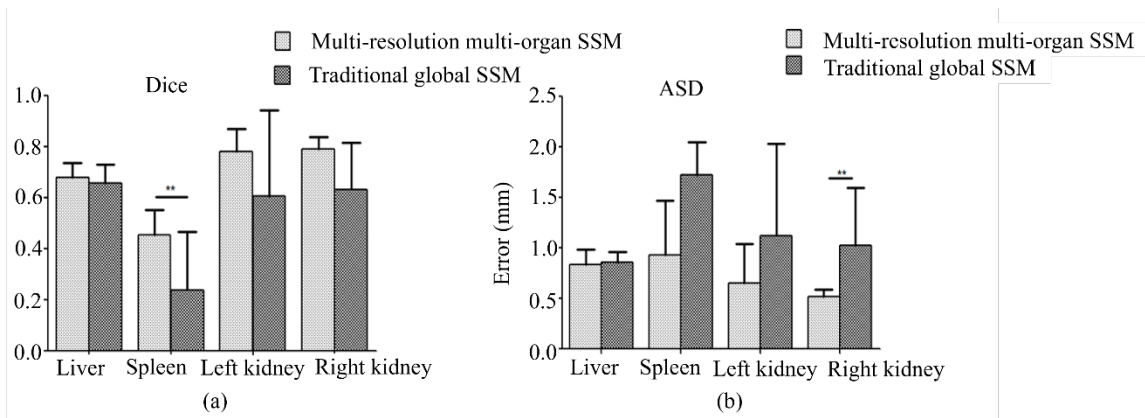 Multi-resolution multi-organ SSM
Traditional global SSM
Dice
1.0
0.8
0.6
0.4
0.2
0.0
**
Liver
Spleen
Left kidney
Right kidney
(a)
Multi-resolution multi-organ SSM
Traditional global SSM
ASD
Error (mm)
2.5
2.0
1.5
1.0
0.5
0.0
**
Liver
Spleen
Left kidney
Right kidney
(b)